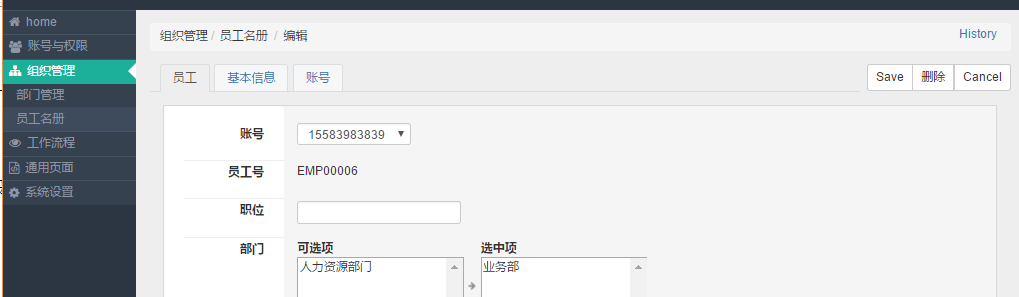 home
账号与权限
组织管理
部门管理
员工名册
工作流程
通用页面
系统设置
组织管理 / 员工名册 / 编辑
History
员工 基本信息 账号
Save 删除 Cancel
账号 15583983839
员工号 EMP00006
职位
部门 可选项 选中项
人力资源部门 业务部